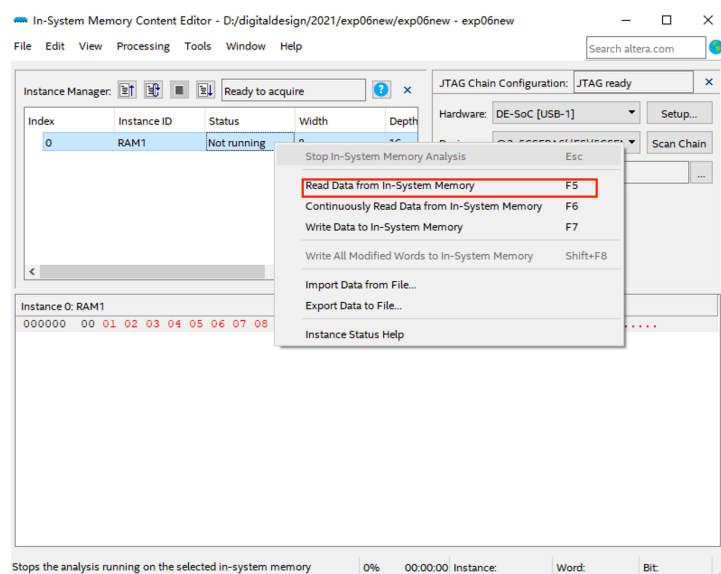 In-System Memory Content Editor - D:/digitaldesign/2021/exp06new/exp06new - exp06new
File Edit View Processing Tools Window Help
Search altera.com
Instance Manager: Ready to acquire
JTAG Chain Configuration: JTAG ready
Index Instance ID Status Width Depth
Hardware: DE-SoC [USB-1] Setup...
0 RAM1 Not running
Scan Chain
...
Stop In-System Memory Analysis Esc
Read Data from In-System Memory F5
Continuously Read Data from In-System Memory F6
Write Data to In-System Memory F7
Write All Modified Words to In-System Memory Shift+F8
Import Data from File...
Export Data to File...
Instance Status Help
Instance 0: RAM1
000000 00 01 02 03 04 05 06 07 08
Stops the analysis running on the selected in-system memory 0% 00:00:00 Instance: Word: Bit: